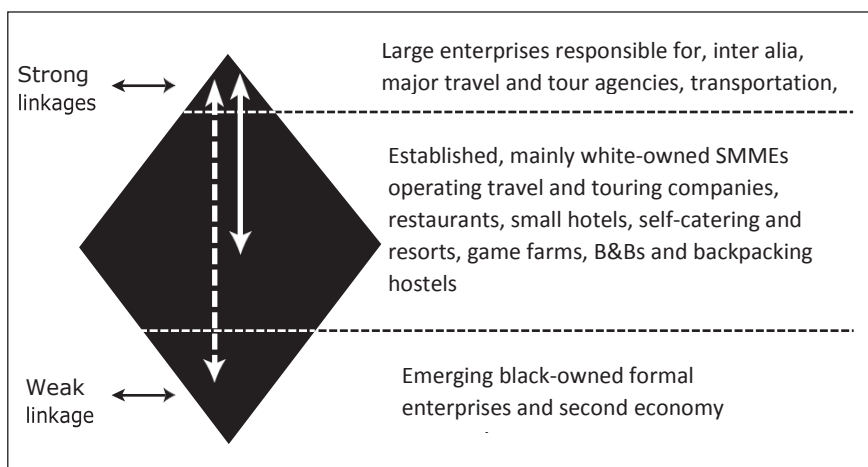 Strong
linkages
Large enterprises responsible for, inter alia,
major travel and tour agencies, transportation,
Established, mainly white-owned SMMEs
operating travel and touring companies,
restaurants, small hotels, self-catering and
resorts, game farms, B&Bs and backpacking
hostels
Weak
linkage
Emerging black-owned formal
enterprises and second economy